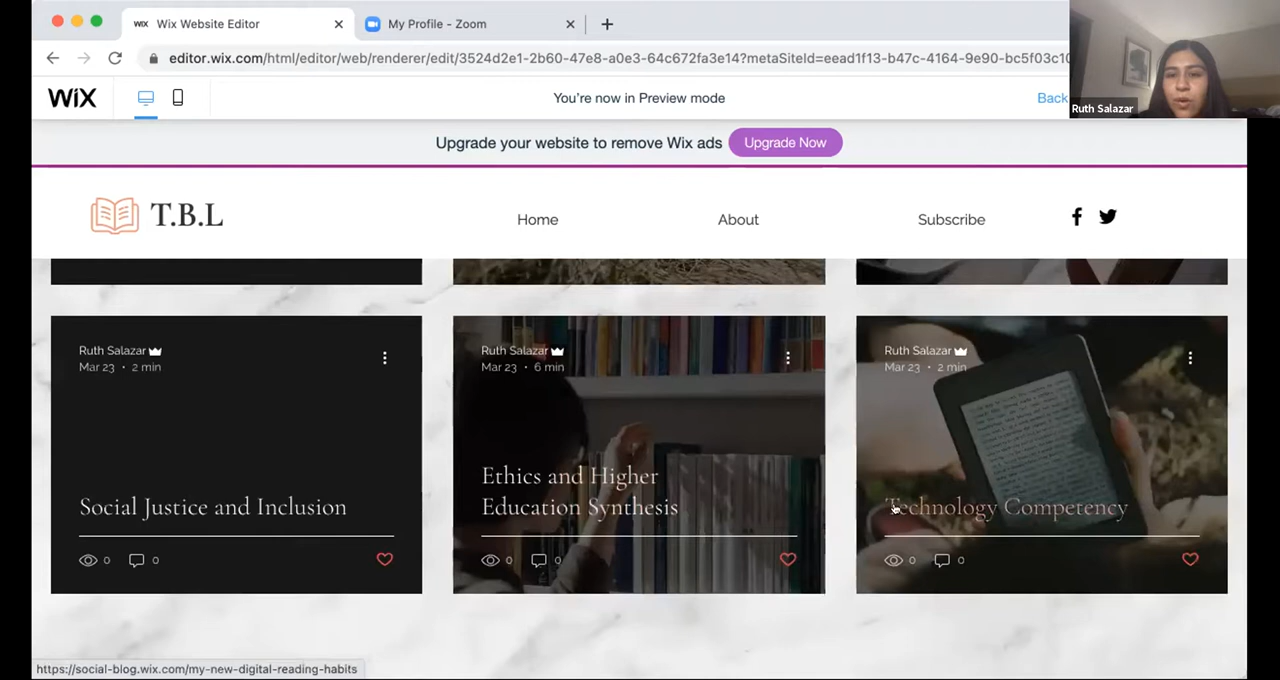 WiX Wix Website Editor
My Profile - Zoom
editor.wix.com/html/editor/web/renderer/edit/3524d2e1-2b60-47e8-a0e3-64c672fa3e14?metaSiteId=eead1f13-b47c-4164-9e90-bc5f03c10
WiX
You're now in Preview mode
Back
Ruth Salazar
Upgrade your website to remove Wix ads
Upgrade Now
T.B.L
Home
About
Subscribe
Ruth Salazar
Mar 23 · 2 min
Social Justice and Inclusion
0
0
Ruth Salazar
Mar 23 · 6 min
Ethics and Higher
Education Synthesis
0
0
Ruth Salazar
Mar 23 · 2 min
Technology Competency
0
0
https://social-blog.wix.com/my-new-digital-reading-habits